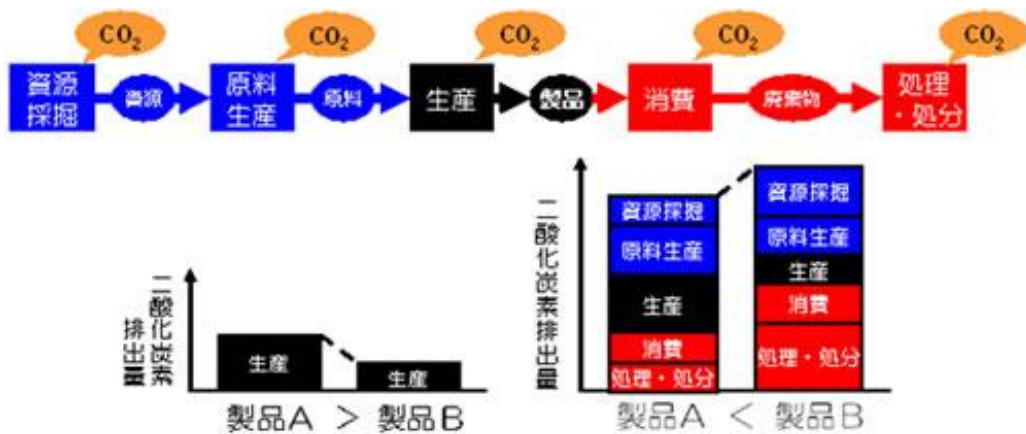 CO₂ CO₂ CO₂ CO₂ CO₂
資源採掘 資源 原料生産 原料 生産 製品 消費 廃棄物 処理・処分
二酸化炭素排出量
生産
生産
製品A > 製品B
二酸化炭素排出量
資源採掘
原料生産
生産
消費
処理・処分
資源採掘
原料生産
生産
消費
処理・処分
製品A < 製品B